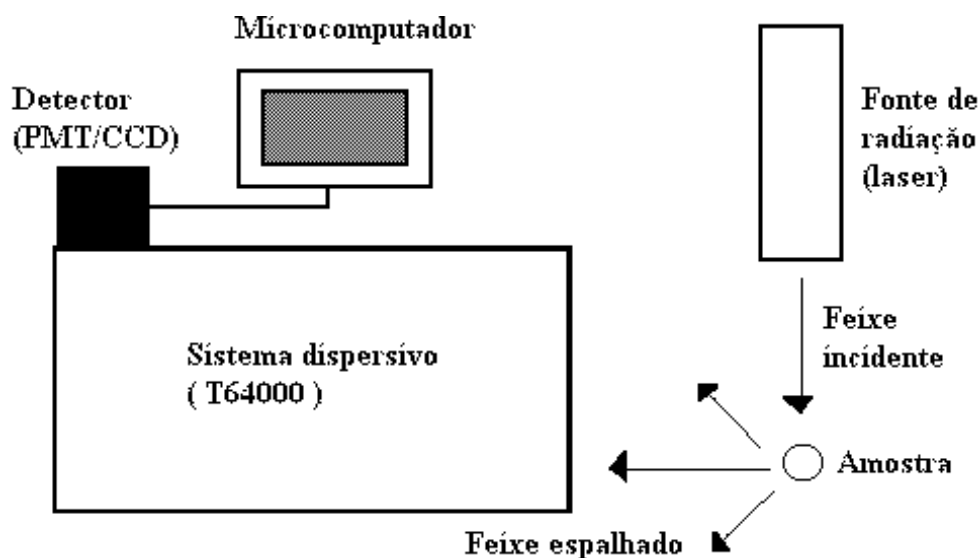 Microcomputador
Detector
(PMT/CCD)
Fonte de
radiação
(laser)
Feixe
incidente
Sistema dispersivo
( T64000 )
Amostra
Feixe espalhado